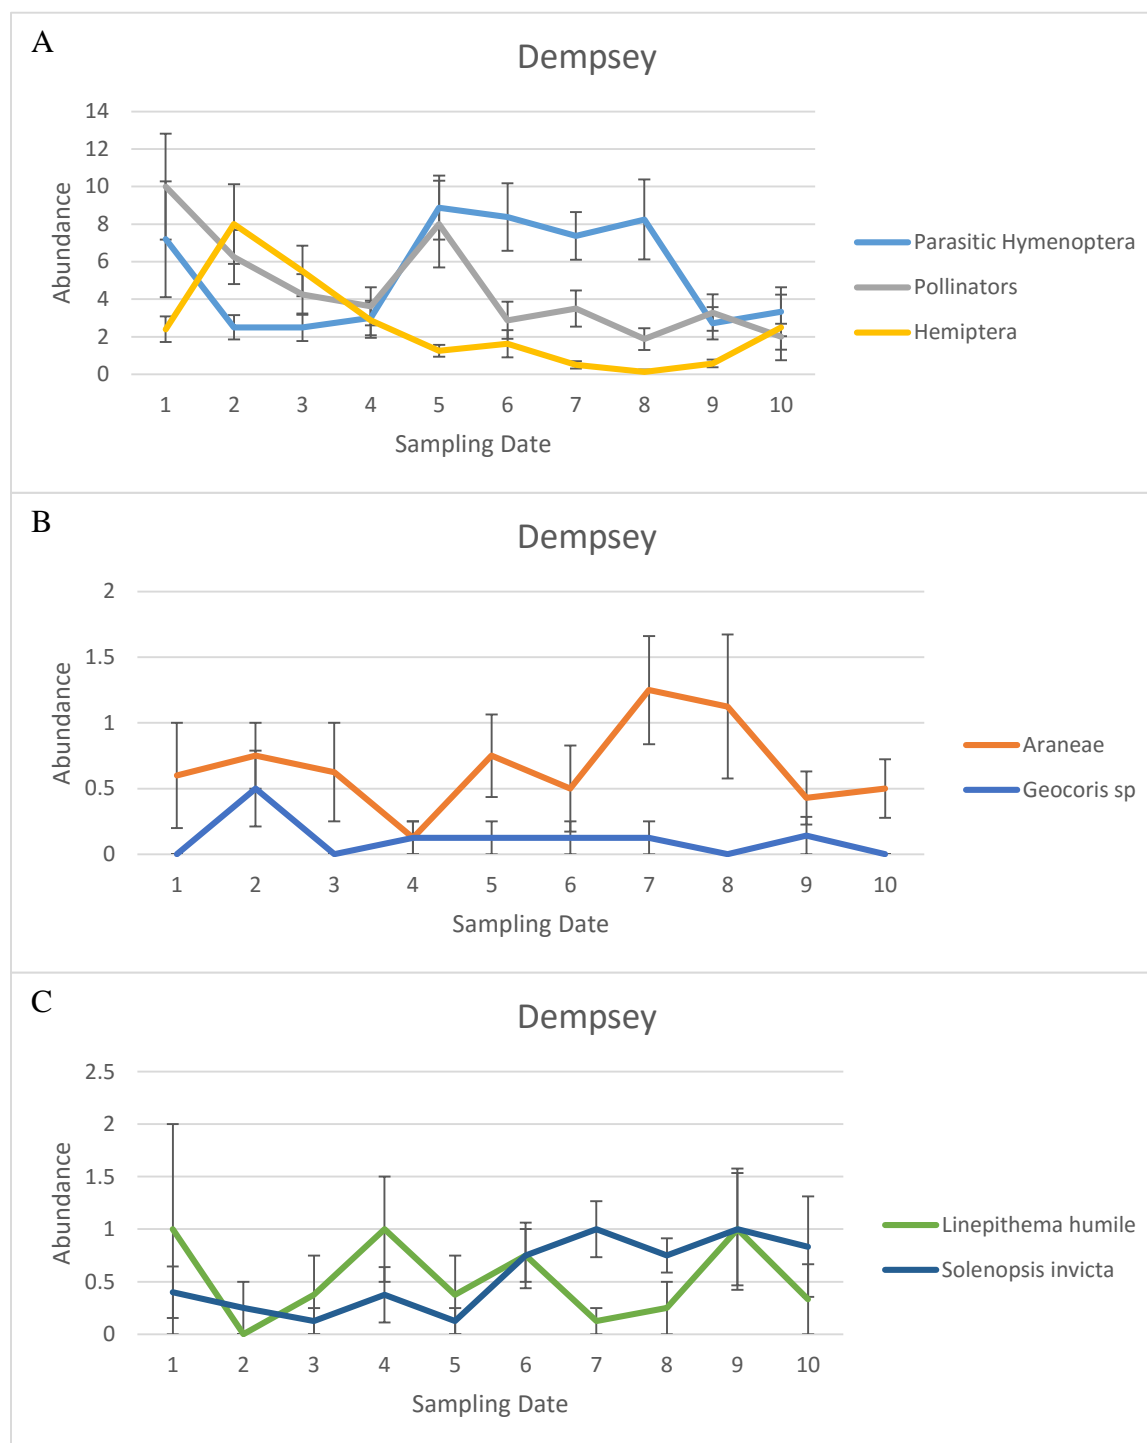 A
Dempsey
14
12
10
8
6
4
2
0
Abundance
1 2 3 4 5 6 7 8 9 10
Sampling Date
Parasitic Hymenoptera
Pollinators
Hemiptera
B
Dempsey
2
1.5
1
0.5
0
Abundance
1 2 3 4 5 6 7 8 9 10
Sampling Date
Araneae
Geocoris sp
C
Dempsey
2.5
2
1.5
1
0.5
0
Abundance
1 2 3 4 5 6 7 8 9 10
Sampling Date
Linepithema humile
Solenopsis invicta